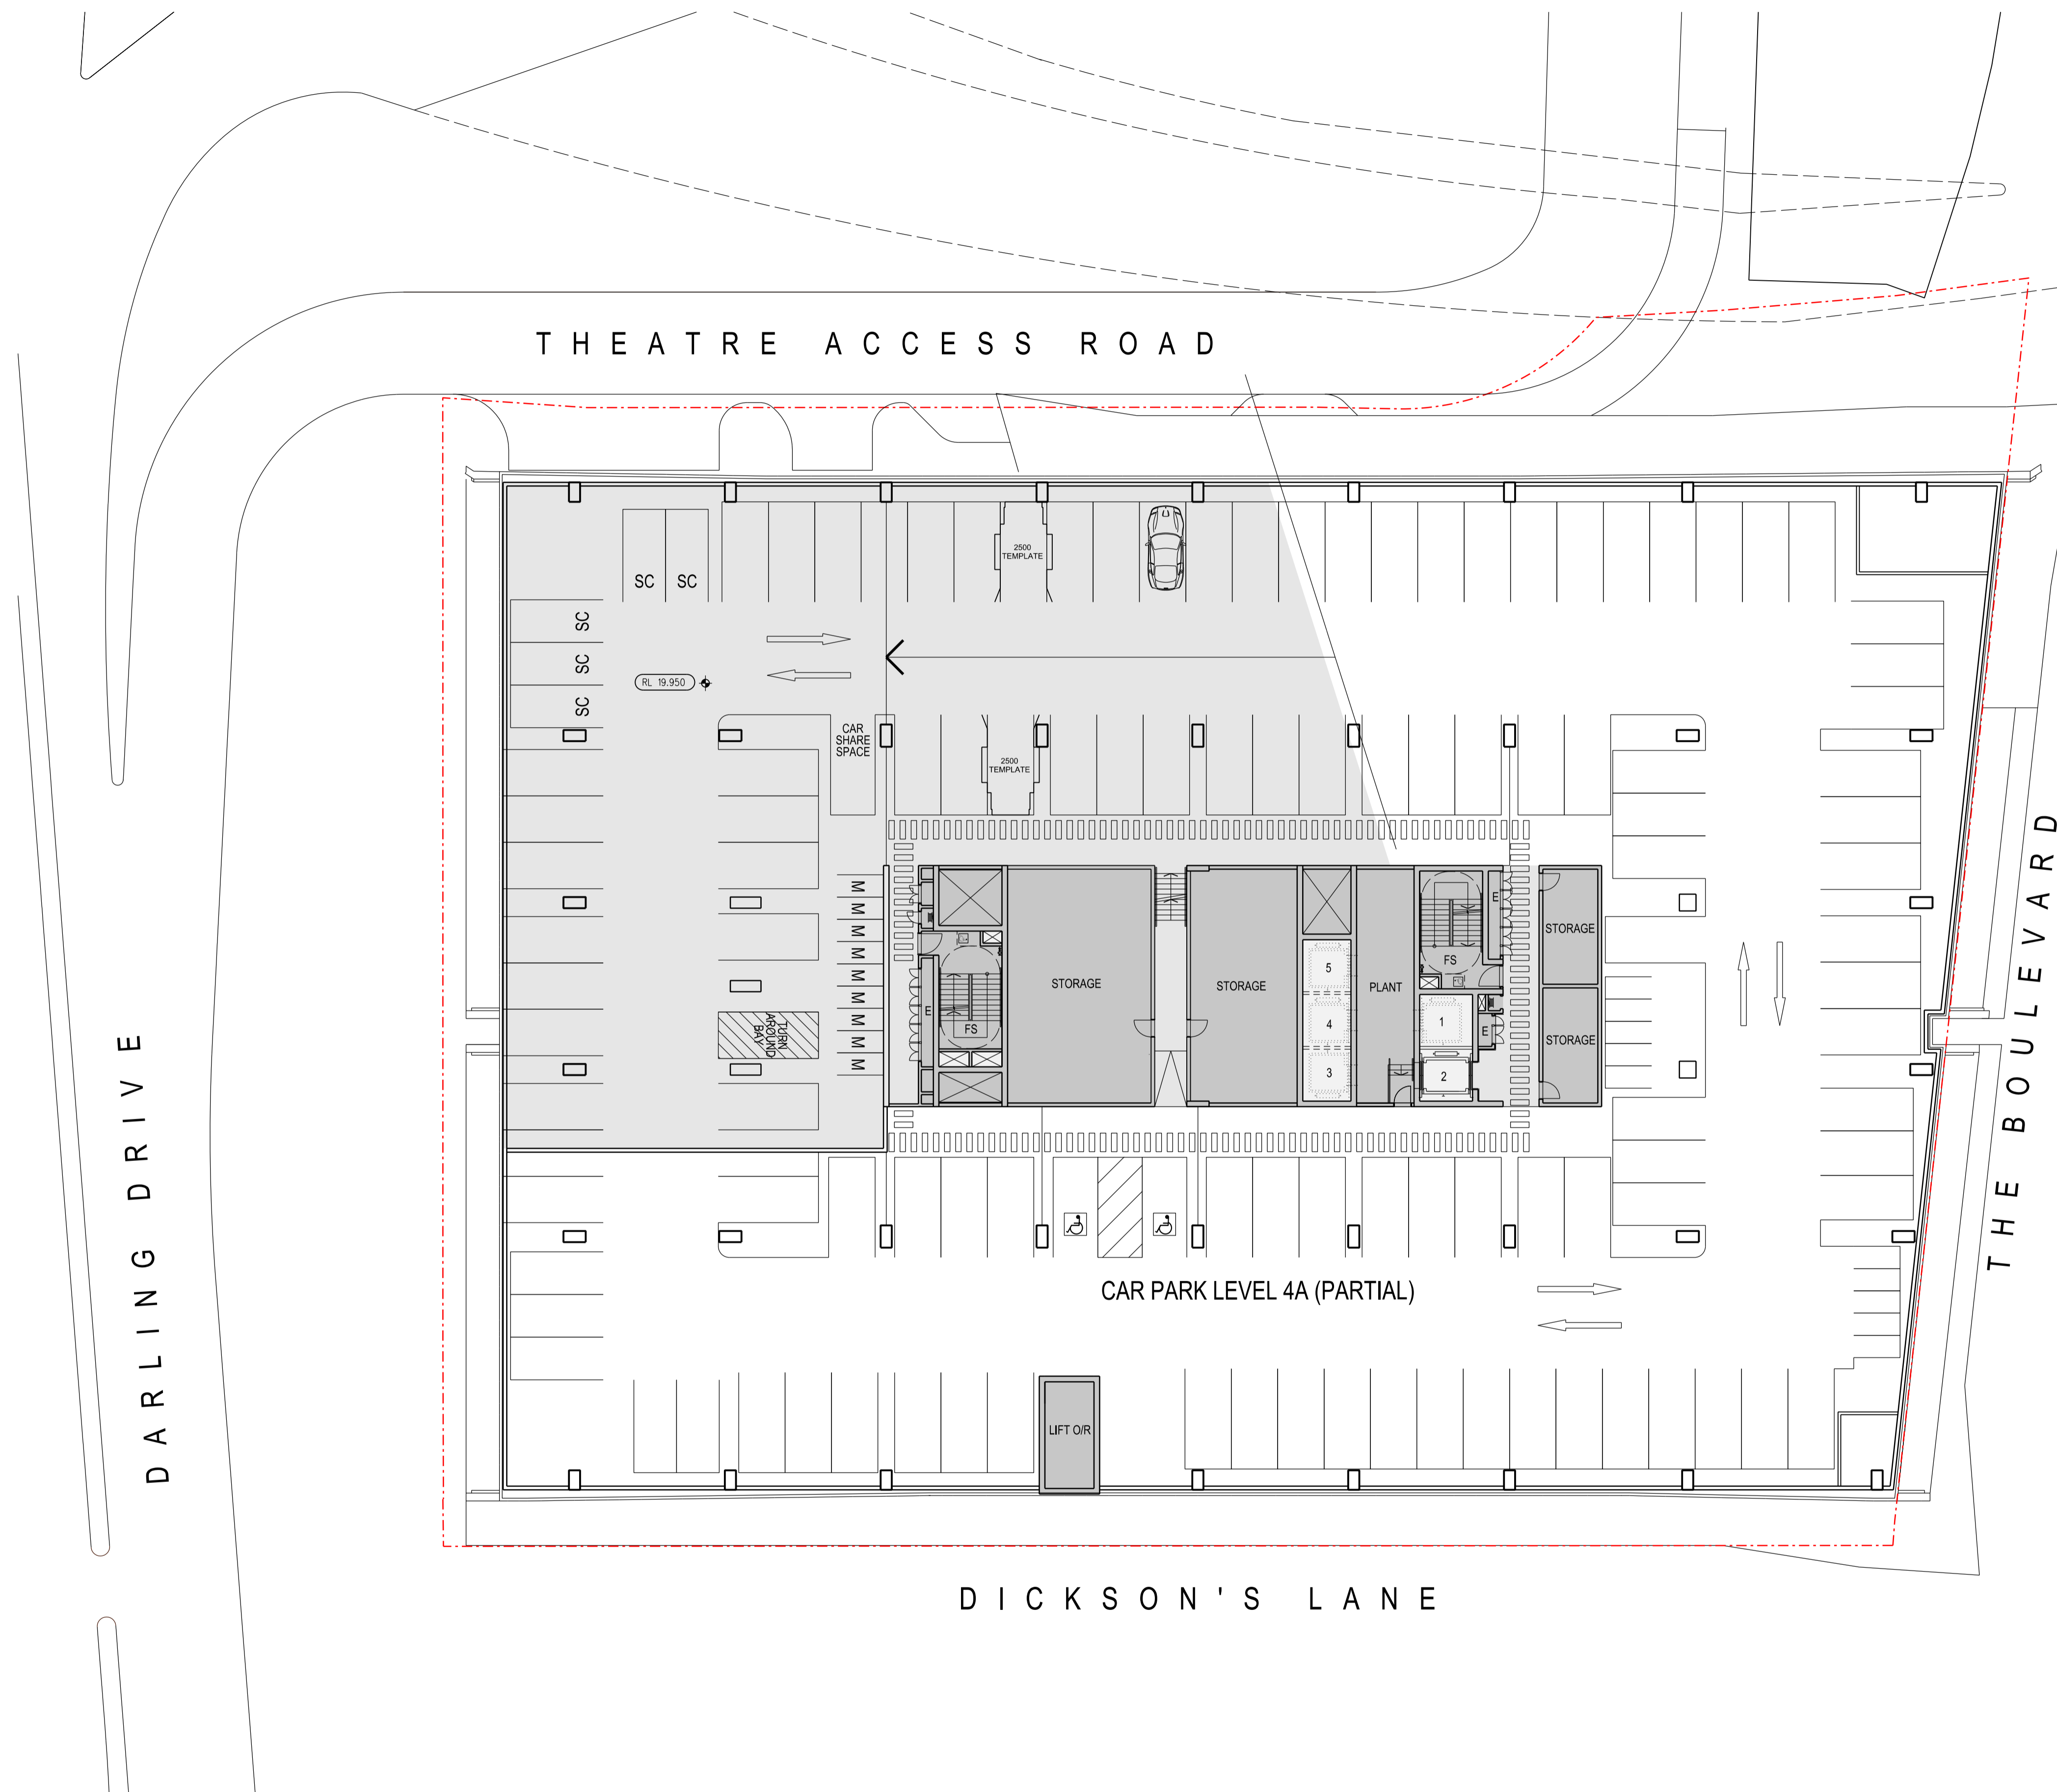 THEATRE ACCESS ROAD
2500
TEMPLATE
SC SC
SC
SC
SC
RL 19.950
CAR
SHARE
SPACE
2500
TEMPLATE
M
M
M
M
M
M
M
M
M
TURN
AROUND
BAY
E
FS
STORAGE
STORAGE
5
4
3
PLANT
FS
E
1
E
2
STORAGE
STORAGE
CAR PARK LEVEL 4A (PARTIAL)
LIFT O/R
DARLING DRIVE
THE BOULEVARD
DICKSON'S LANE